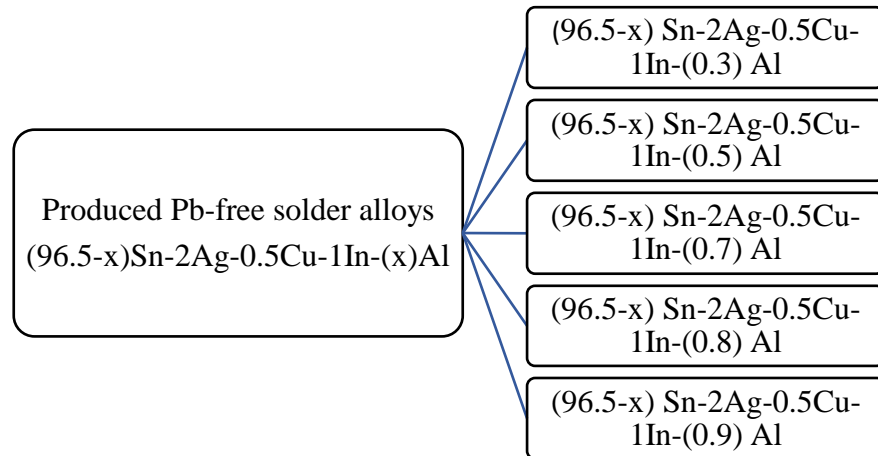 Produced Pb-free solder alloys
(96.5-x)Sn-2Ag-0.5Cu-1In-(x)Al
(96.5-x) Sn-2Ag-0.5Cu-
1In-(0.3) Al
(96.5-x) Sn-2Ag-0.5Cu-
1In-(0.5) Al
(96.5-x) Sn-2Ag-0.5Cu-
1In-(0.7) Al
(96.5-x) Sn-2Ag-0.5Cu-
1In-(0.8) Al
(96.5-x) Sn-2Ag-0.5Cu-
1In-(0.9) Al